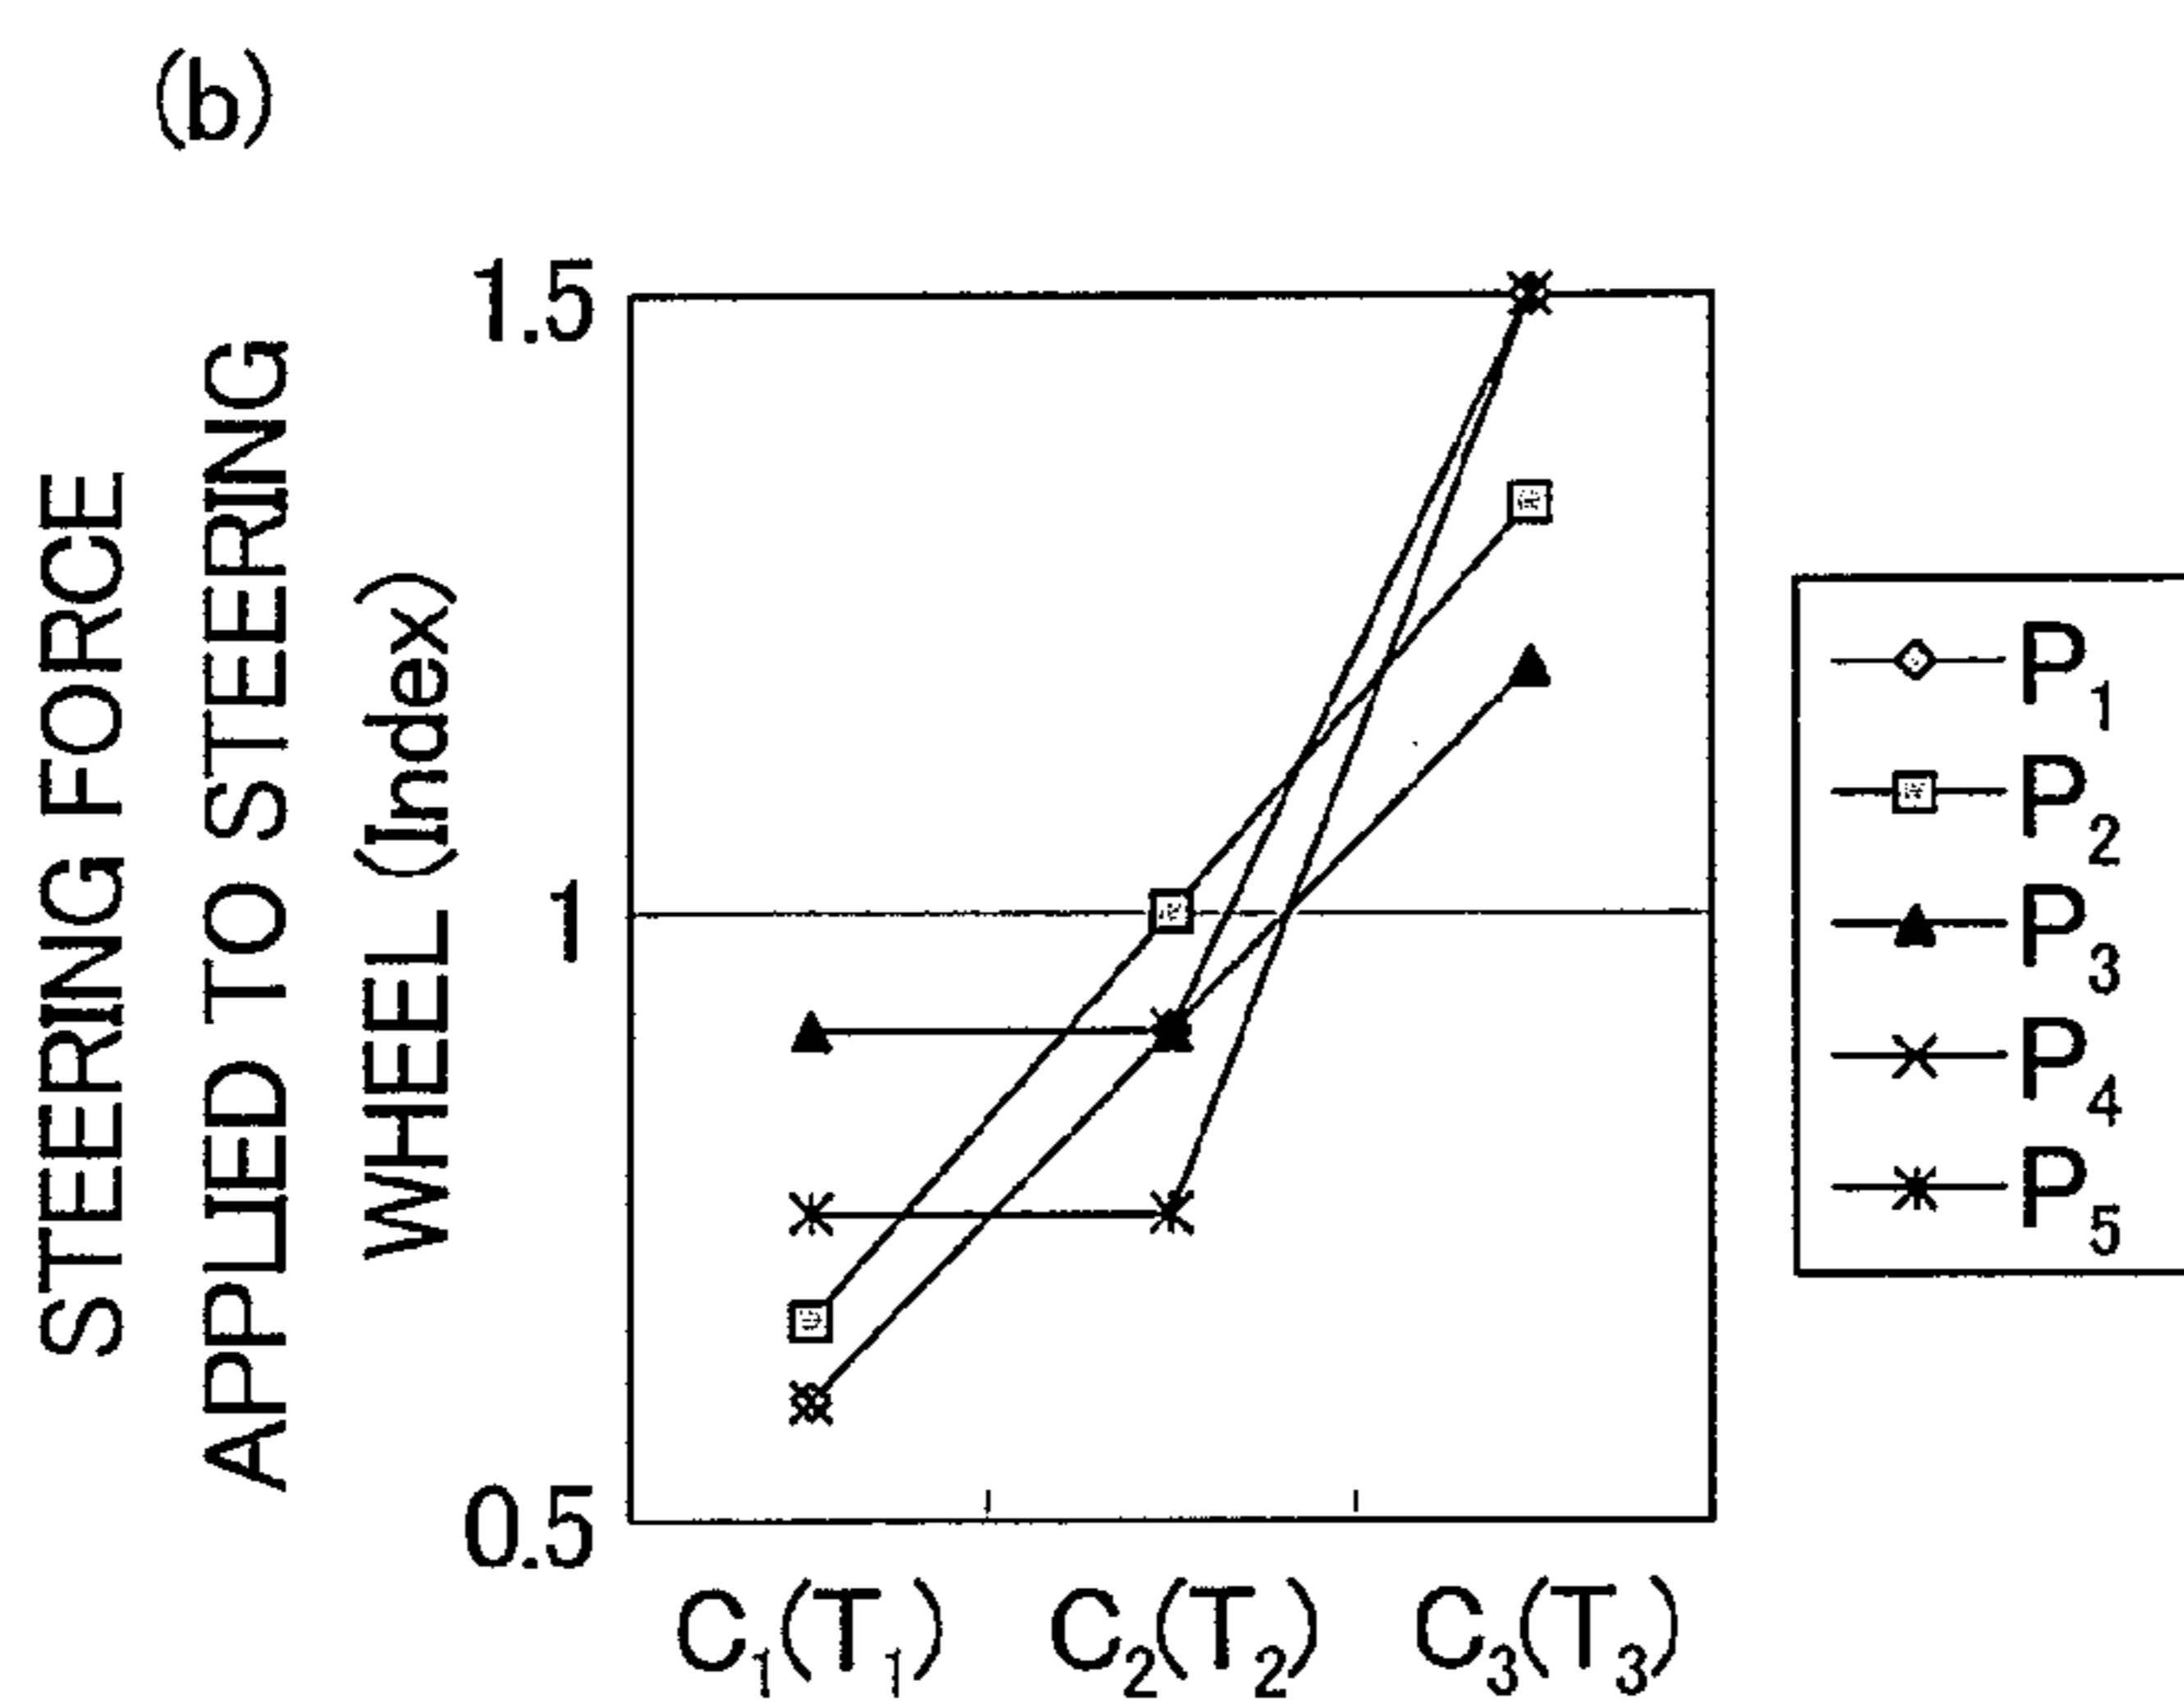 (b)
STEERING FORCE
APPLIED TO STEERING
WHEEL (Index)
1.5
1
0.5
C₁(T₁) C₂(T₂) C₃(T₃)
P₁
P₂
P₃
P₄
P₅